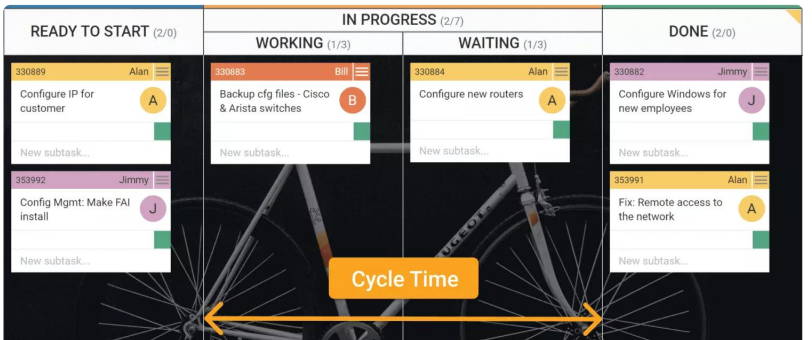 READY TO START (2/0)
IN PROGRESS (2/7)
WORKING (1/3)
WAITING (1/3)
DONE (2/0)
330889 Alan
Configure IP for
customer
A
New subtask...
353992 Jimmy
Config Mgmt: Make FAI
install
J
New subtask...
330883 Bill
Backup cfg files - Cisco
& Arista switches
B
New subtask...
330884 Alan
Configure new routers
A
New subtask...
330882 Jimmy
Configure Windows for
new employees
J
New subtask...
353991 Alan
Fix: Remote access to
the network
A
New subtask...
PEUGEOT
Cycle Time